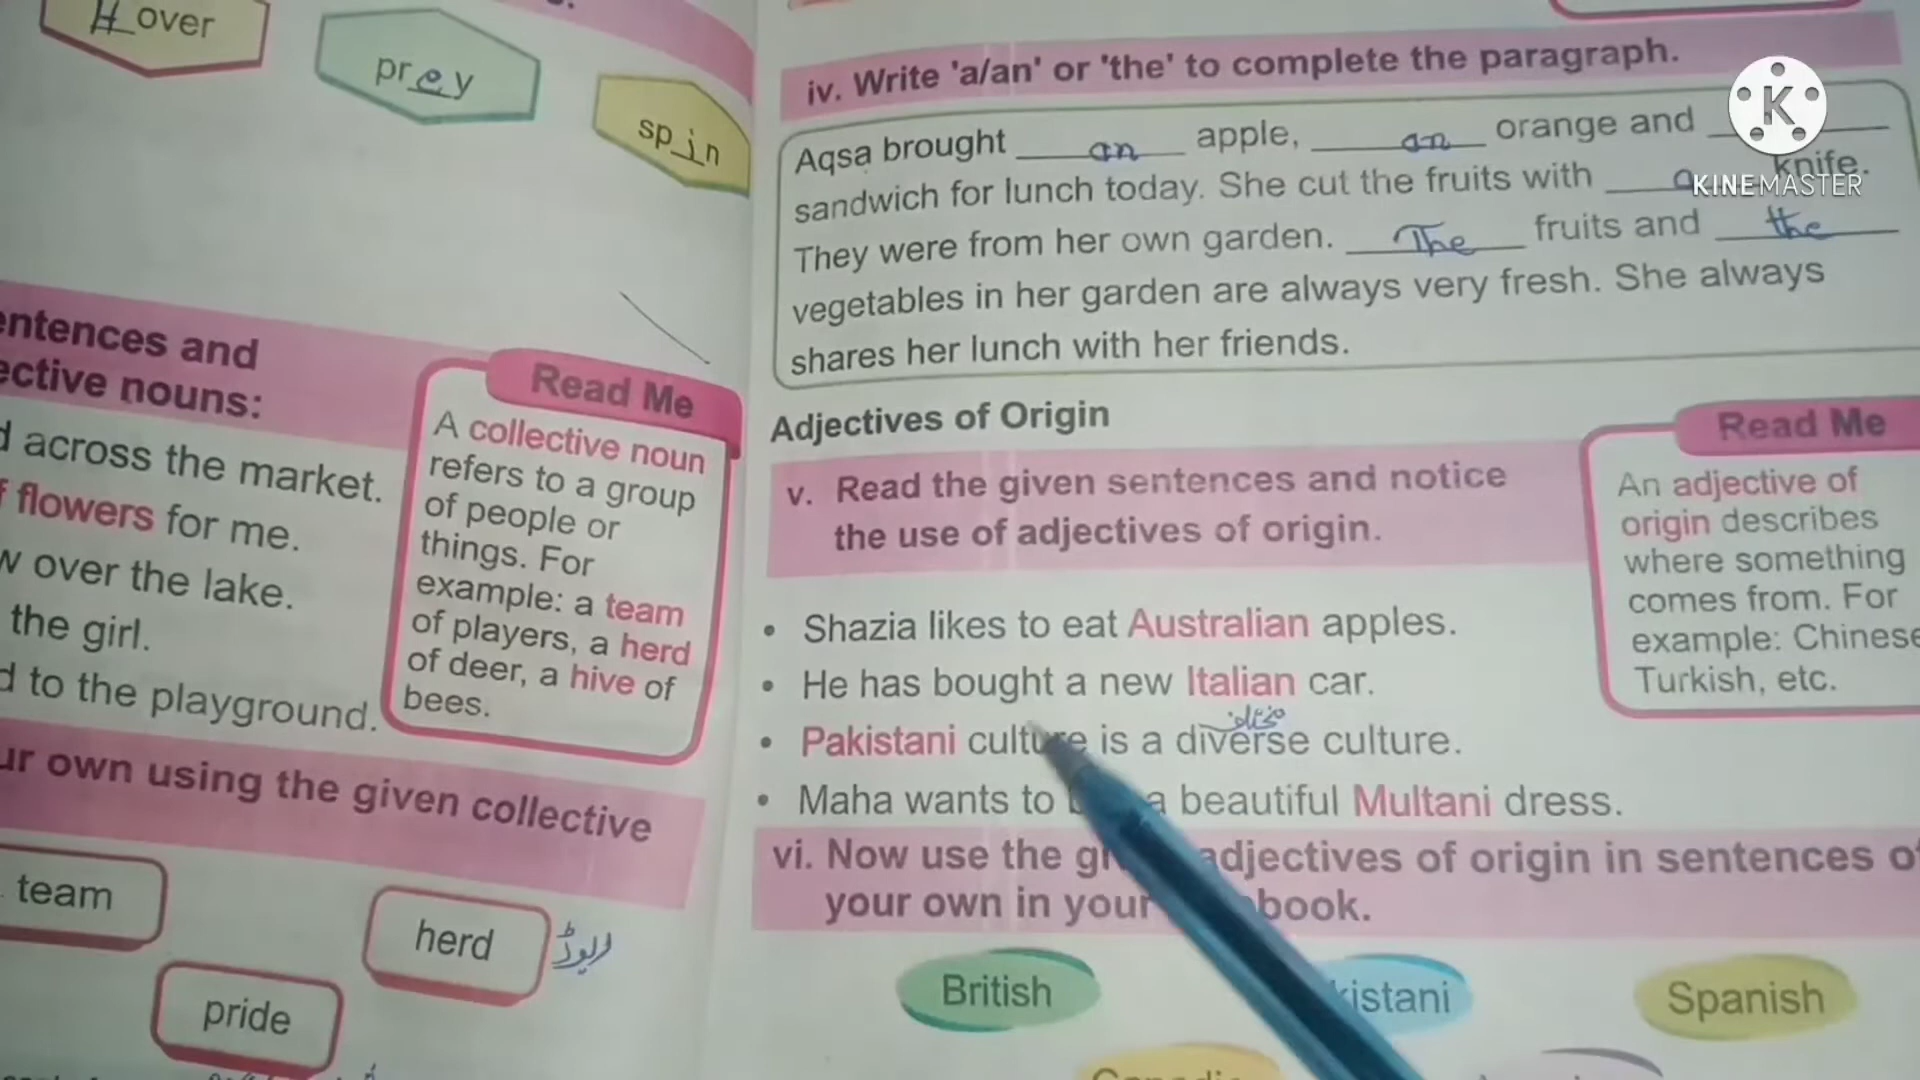 H over
pr e y
sp i n
entences and
ective nouns:
d across the market.
f flowers for me.
w over the lake.
the girl.
d to the playground.
Read Me
A collective noun
refers to a group
of people or
things. For
example: a team
of players, a herd
of deer, a hive of
bees.
ur own using the given collective
team
herd ریوڑ
pride
iv. Write 'a/an' or 'the' to complete the paragraph.
Aqsa brought an apple, an orange and
sandwich for lunch today. She cut the fruits with a knife.
They were from her own garden. The fruits and the
vegetables in her garden are always very fresh. She always
shares her lunch with her friends.
K
KINEMASTER
Adjectives of Origin
v. Read the given sentences and notice
the use of adjectives of origin.
Read Me
An adjective of
origin describes
where something
comes from. For
example: Chinese
Turkish, etc.
• Shazia likes to eat Australian apples.
• He has bought a new Italian car.
مختلف
• Pakistani culture is a diverse culture.
• Maha wants to a beautiful Multani dress.
vi. Now use the adjectives of origin in sentences of
your own in your book.
British
kistani
Spanish